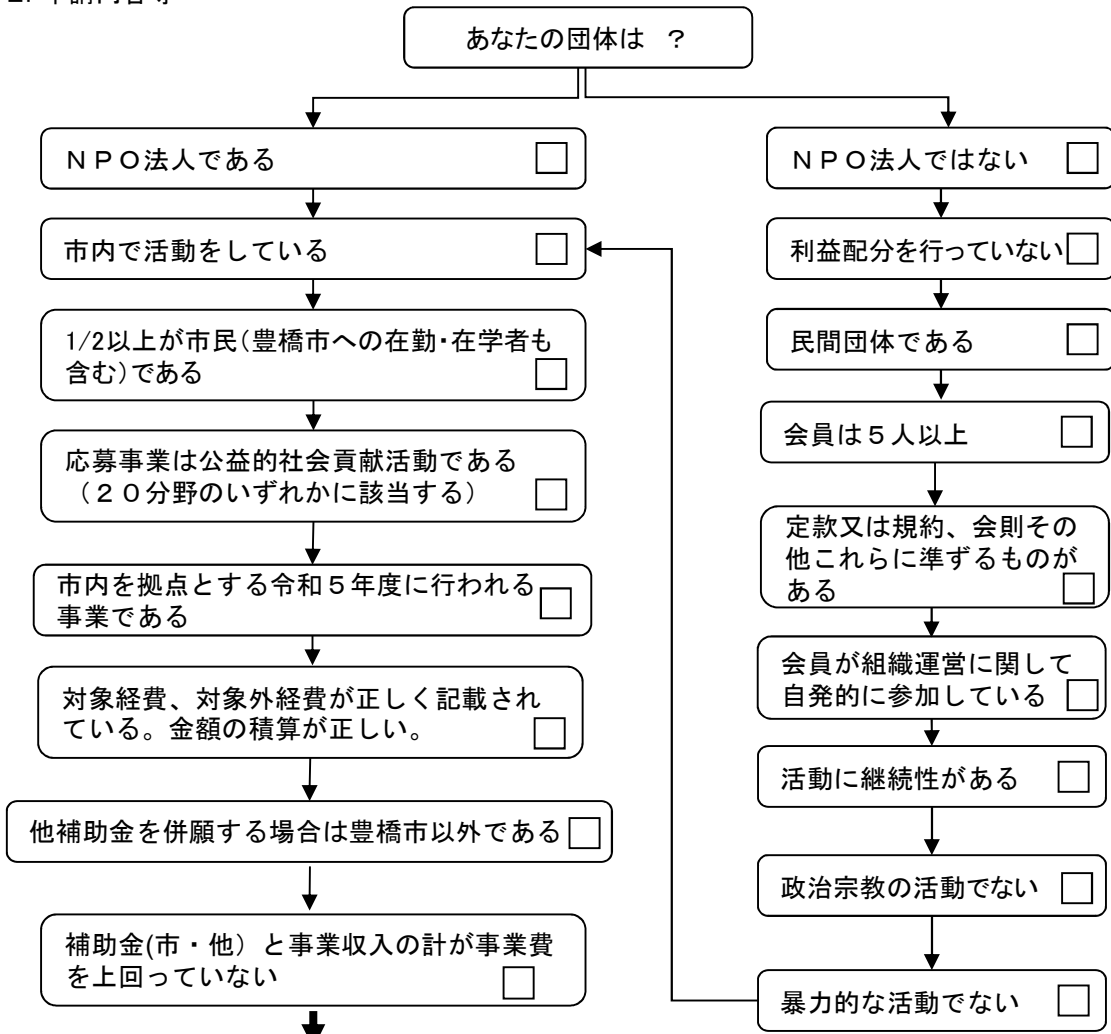 あなたの団体は ？
ＮＰＯ法人である
市内で活動をしている
1/2以上が市民（豊橋市への在勤・在学者も
含む）である
応募事業は公益的社会貢献活動である
（２０分野のいずれかに該当する）
市内を拠点とする令和５年度に行われる
事業である
対象経費、対象外経費が正しく記載され
ている。金額の積算が正しい。
他補助金を併願する場合は豊橋市以外である
補助金(市・他）と事業収入の計が事業費
を上回っていない
ＮＰＯ法人ではない
利益配分を行っていない
民間団体である
会員は５人以上
定款又は規約、会則その
他これらに準ずるものが
ある
会員が組織運営に関して
自発的に参加している
活動に継続性がある
政治宗教の活動でない
暴力的な活動でない